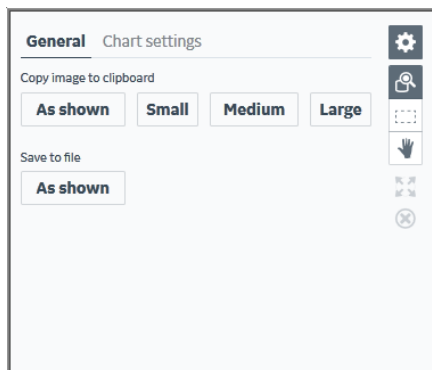 General Chart settings
Copy image to clipboard
As shown Small Medium Large
Save to file
As shown